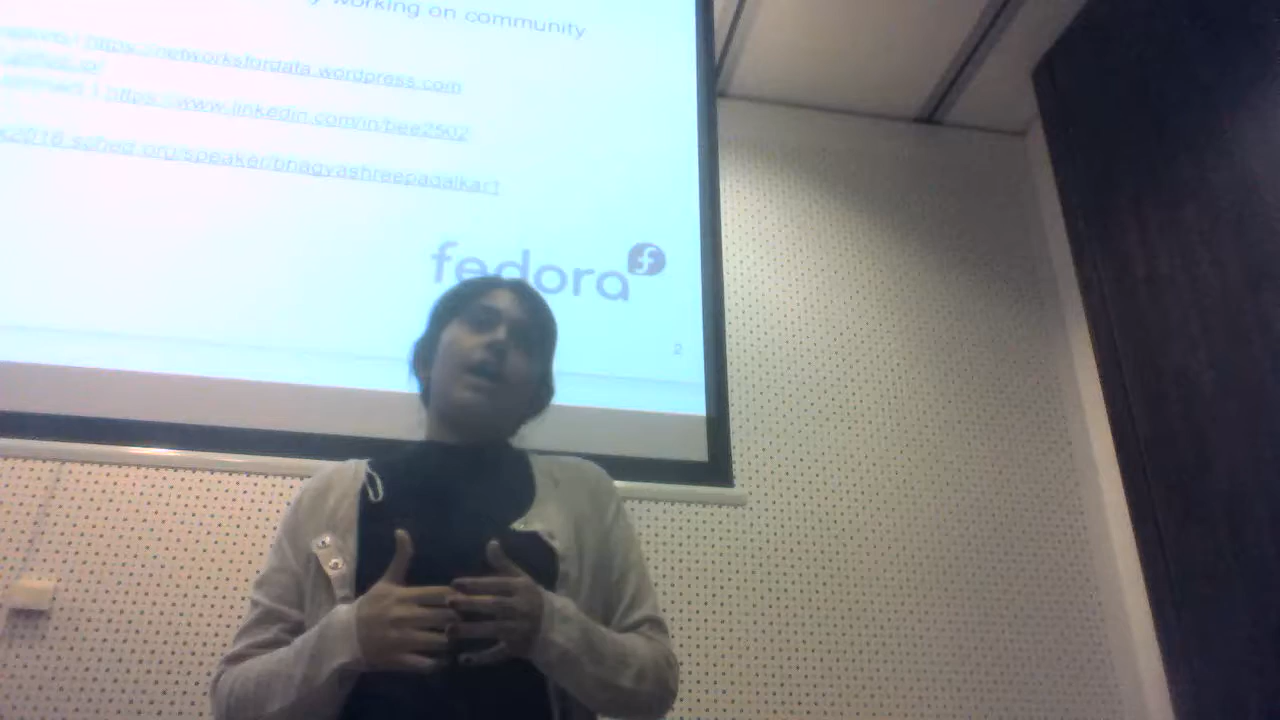 working on community
https://networksfordata.wordpress.com
https://www.linkedin.com/in/bee2502
2016.sched.org/speaker/bhagyashreepadalkar1
fedora
2